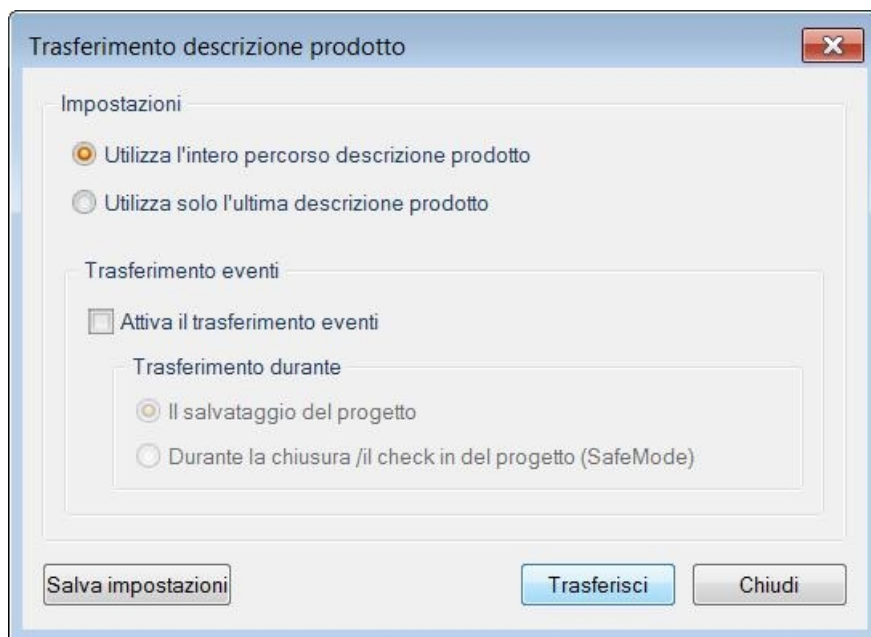 Trasferimento descrizione prodotto
Impostazioni
Utilizza l'intero percorso descrizione prodotto
Utilizza solo l'ultima descrizione prodotto
Trasferimento eventi
Attiva il trasferimento eventi
Trasferimento durante
Il salvataggio del progetto
Durante la chiusura /il check in del progetto (SafeMode)
Salva impostazioni Trasferisci Chiudi